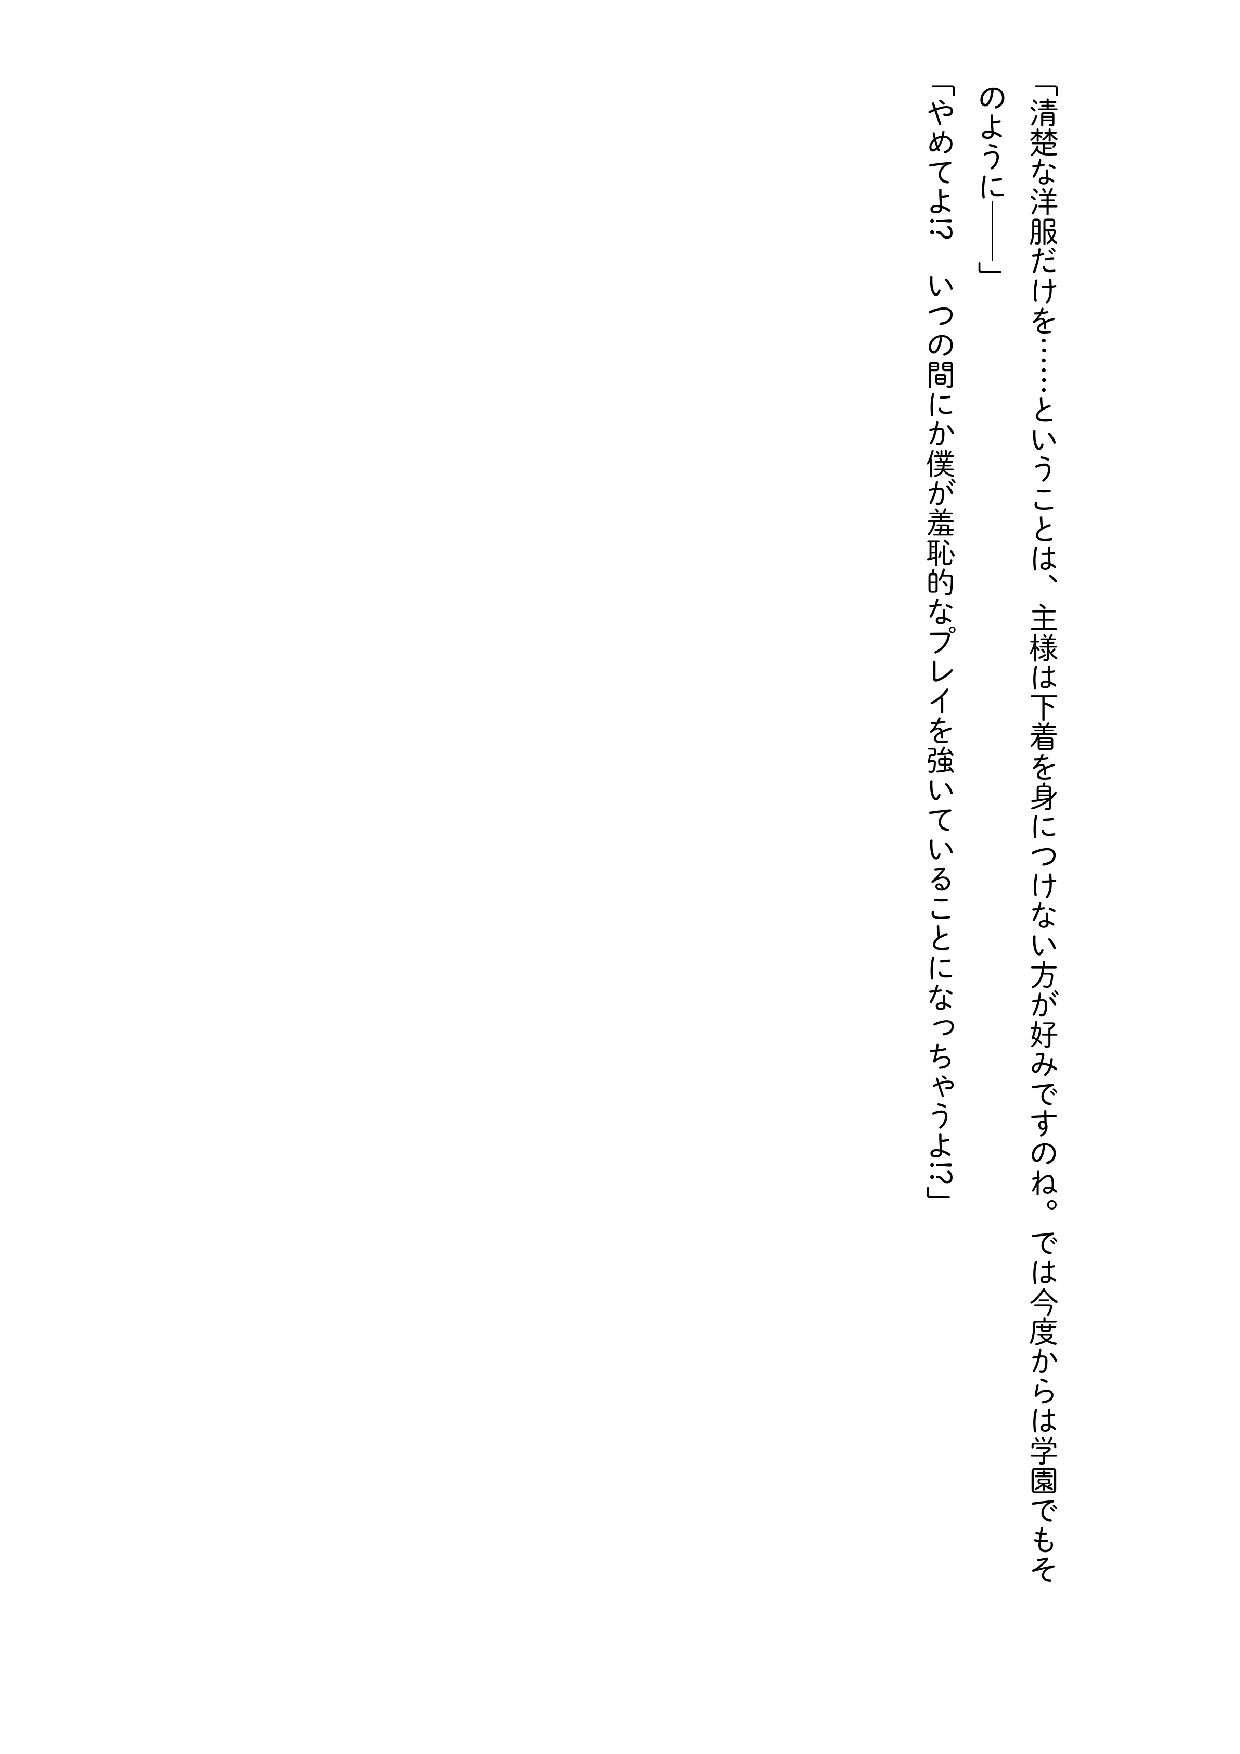 「清楚な洋服だけを……ということは、主様は下着を身につけない方が好みですのね。では今度からは学園でもそ
のように――」
「やめてよ!?　いつの間にか僕が羞恥的なプレイを強いていることになっちゃうよ!?」